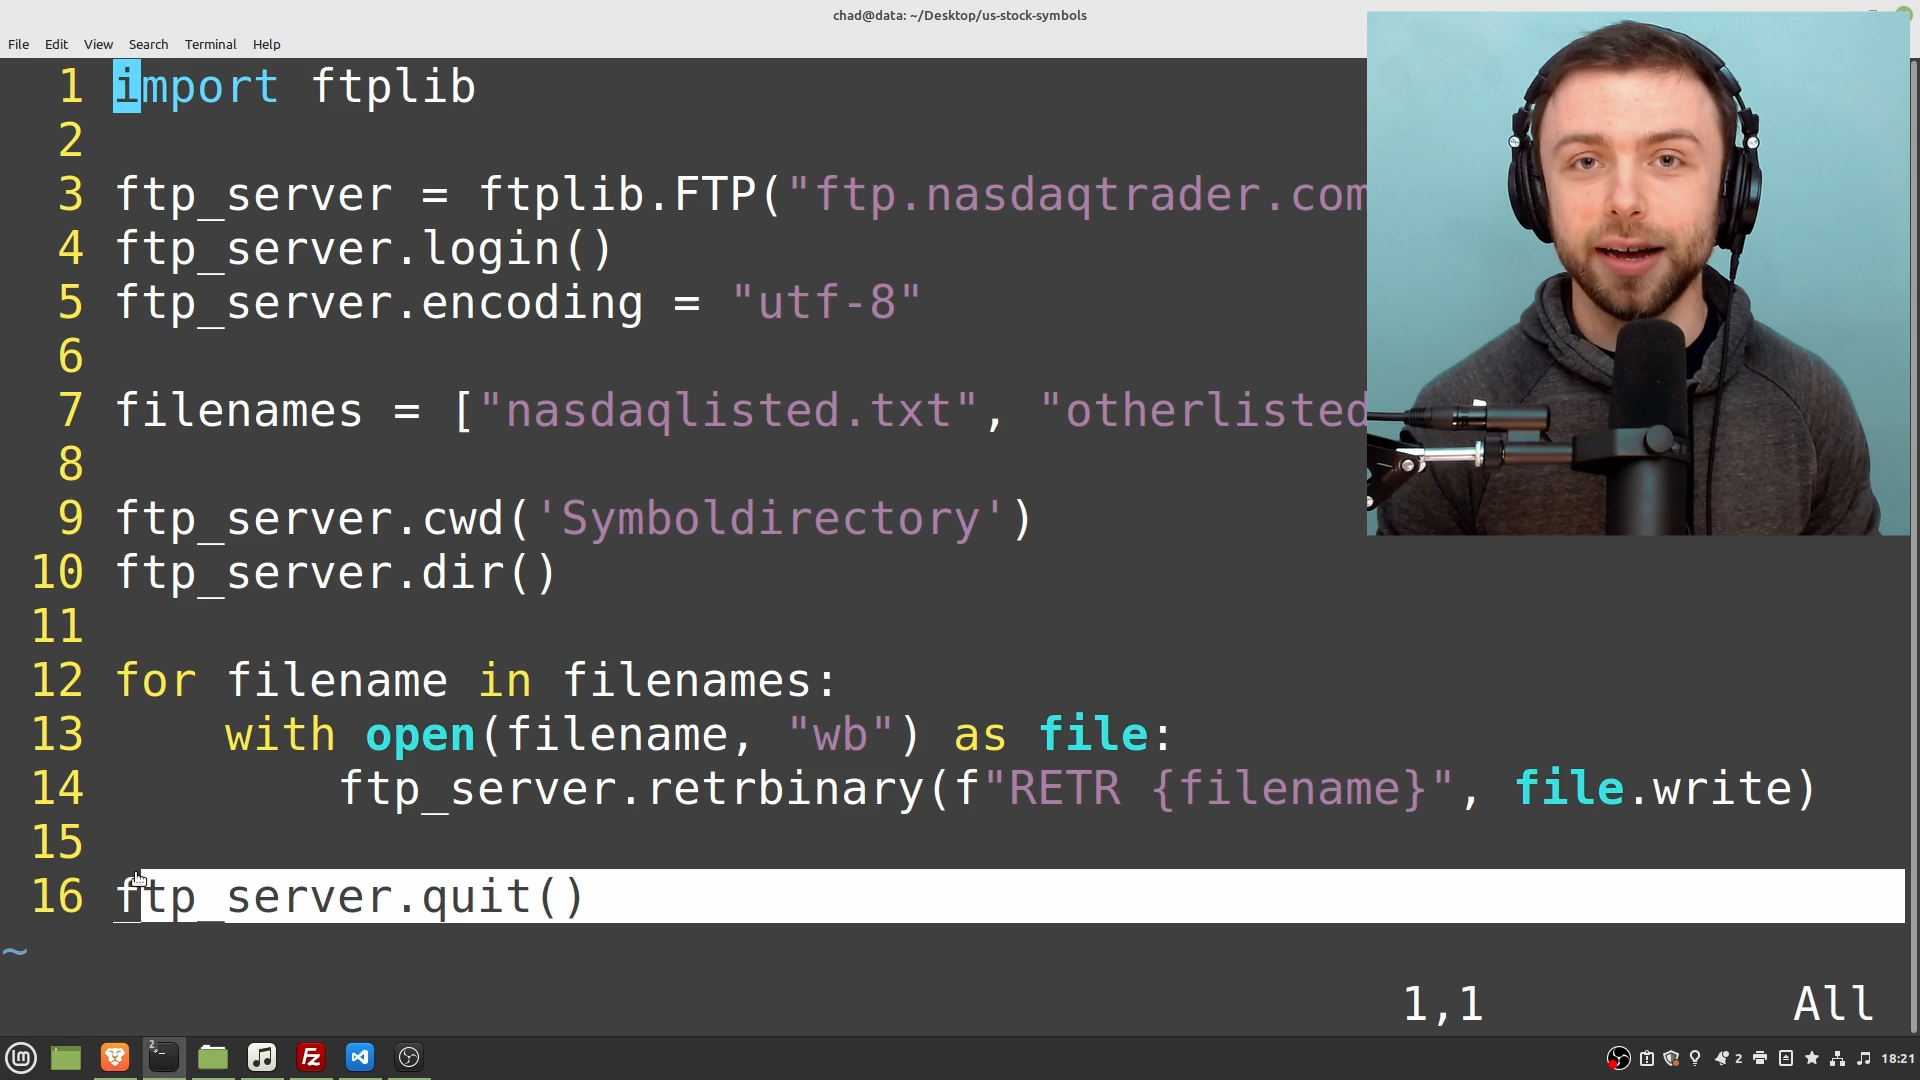 chad@data: ~/Desktop/us-stock-symbols
File Edit View Search Terminal Help
1 import ftplib
2
3 ftp_server = ftplib.FTP("ftp.nasdaqtrader.com
4 ftp_server.login()
5 ftp_server.encoding = "utf-8"
6
7 filenames = ["nasdaqlisted.txt", "otherlisted
8
9 ftp_server.cwd('Symboldirectory')
10 ftp_server.dir()
11
12 for filename in filenames:
13 with open(filename, "wb") as file:
14 ftp_server.retrbinary(f"RETR {filename}", file.write)
15
16 ftp_server.quit()
~
1,1 All
2 Fz 2 18:21